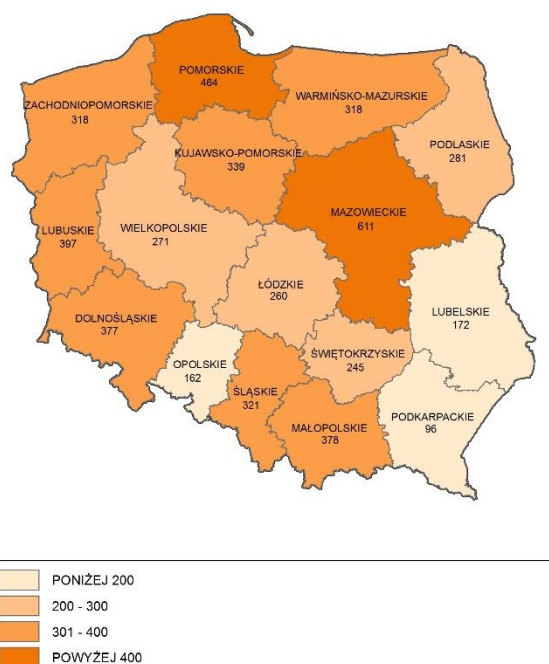 POMORSKIE
464
ZACHODNIOPOMORSKIE
318
WARMIŃSKO-MAZURSKIE
318
PODLASKIE
281
KUJAWSKO-POMORSKIE
339
MAZOWIECKIE
611
LUBUSKIE
397
WIELKOPOLSKIE
271
ŁÓDZKIE
260
LUBELSKIE
172
DOLNOŚLĄSKIE
377
OPOLSKIE
162
ŚWIĘTOKRZYSKIE
245
ŚLĄSKIE
321
MAŁOPOLSKIE
378
PODKARPACKIE
96
PONIŻEJ 200
200 - 300
301 - 400
POWYŻEJ 400